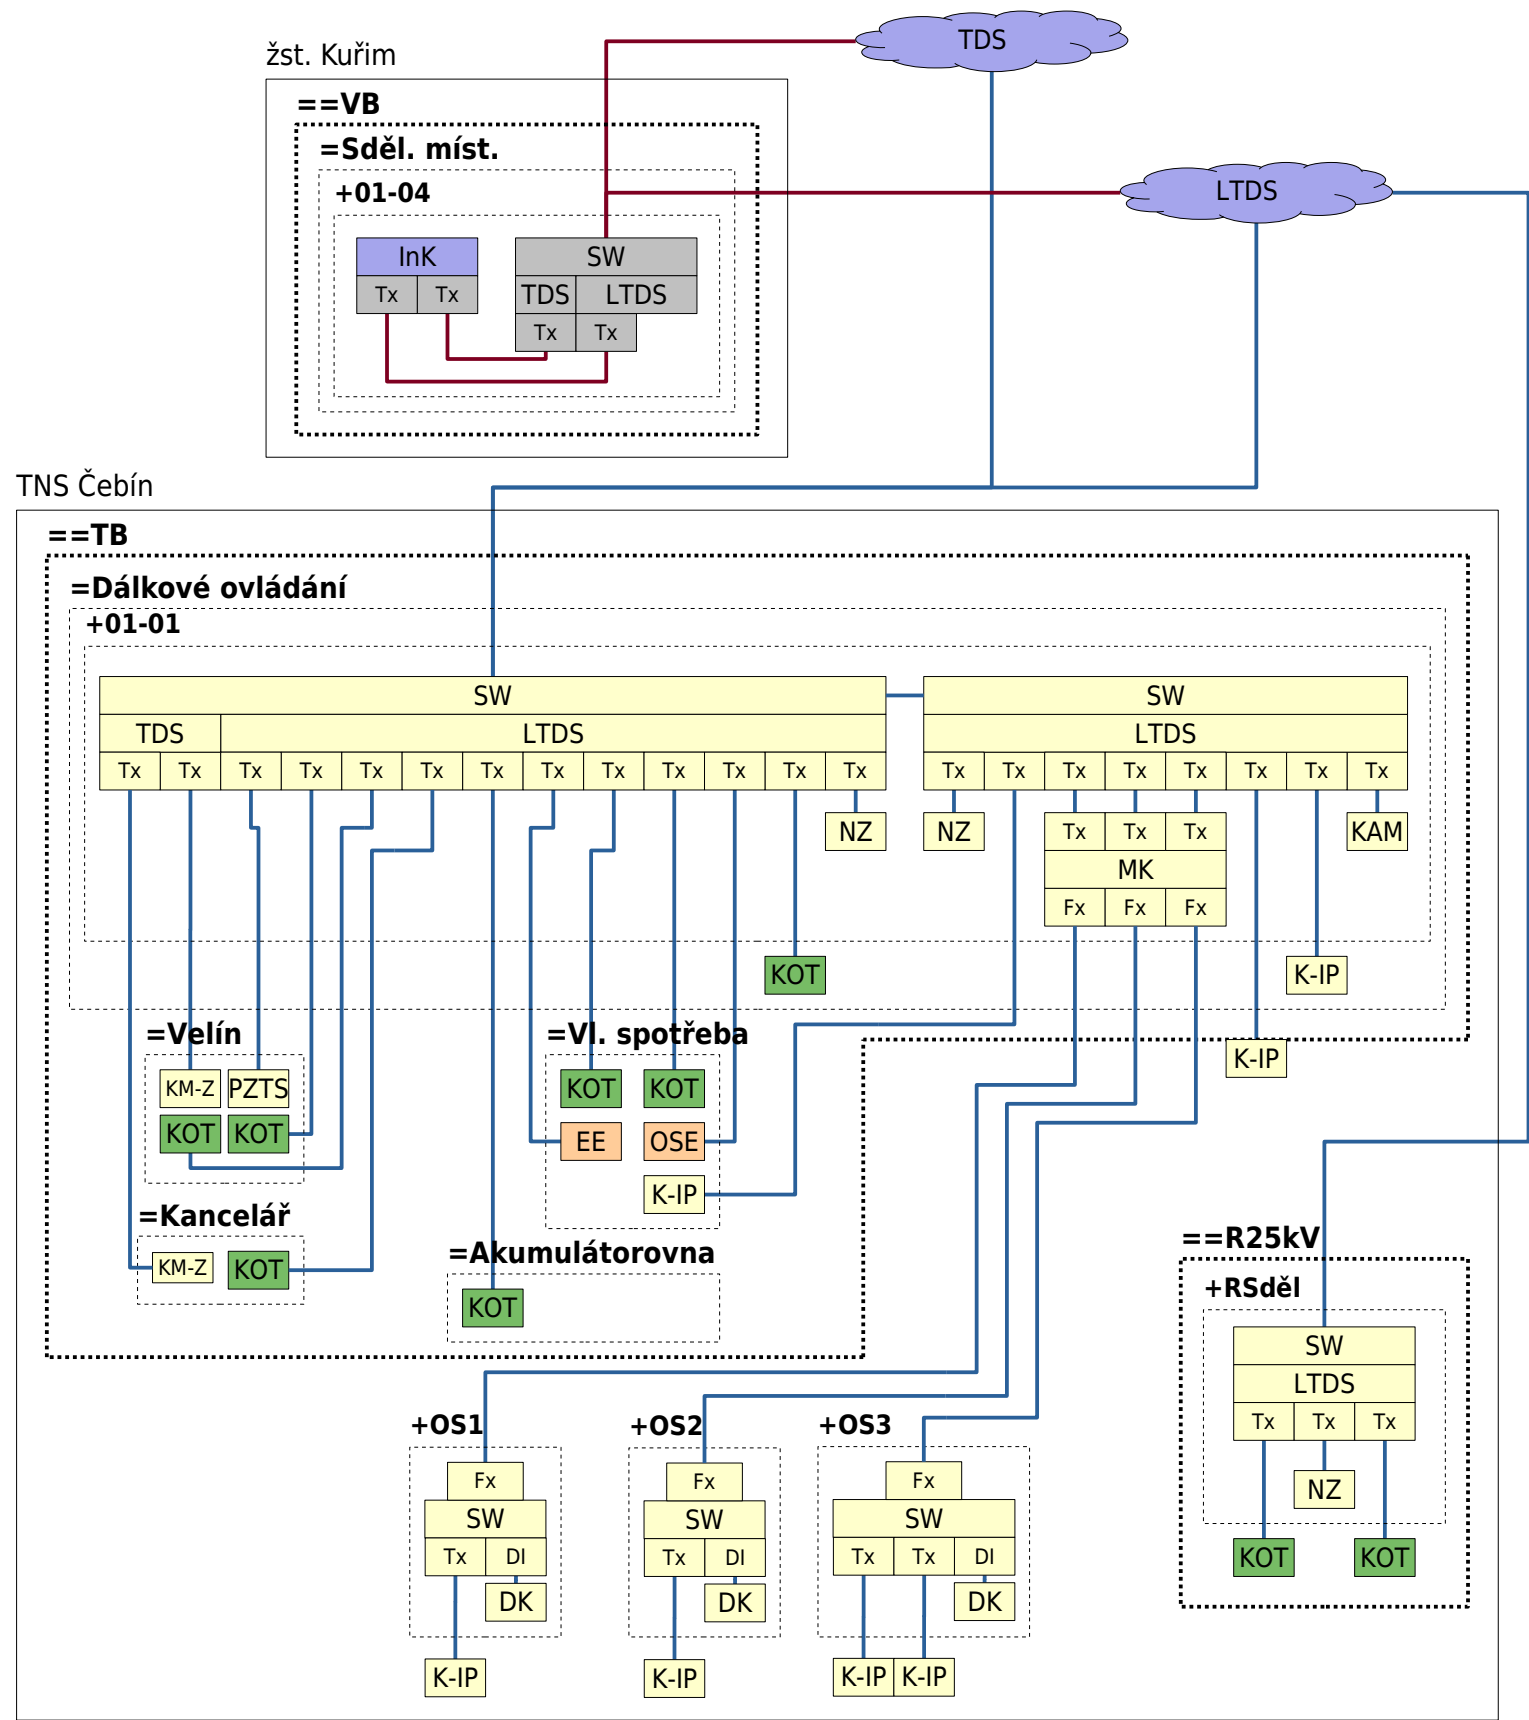 TDS
žst. Kuřim
==VB
=Sděl. míst.
+01-04
LTDS
InK
SW
Tx Tx
TDS LTDS
Tx Tx
TNS Čebín
==TB
=Dálkové ovládání
+01-01
SW SW
TDS LTDS LTDS
Tx Tx Tx Tx Tx Tx Tx Tx Tx Tx Tx Tx Tx Tx Tx Tx Tx Tx Tx Tx Tx
NZ NZ Tx Tx Tx KAM
MK
Fx Fx Fx
KOT K-IP
=Velín =Vl. spotřeba
K-IP
KM-Z PZTS KOT KOT
KOT KOT EE OSE
K-IP
=Kancelář
==R25kV
=Akumulátorovna
KM-Z KOT
+RSděl
KOT
SW
LTDS
Tx Tx Tx
+OS1 +OS2 +OS3
Fx Fx Fx
NZ
SW SW SW
Tx DI Tx DI Tx Tx DI
KOT KOT
DK DK DK
K-IP K-IP K-IP K-IP